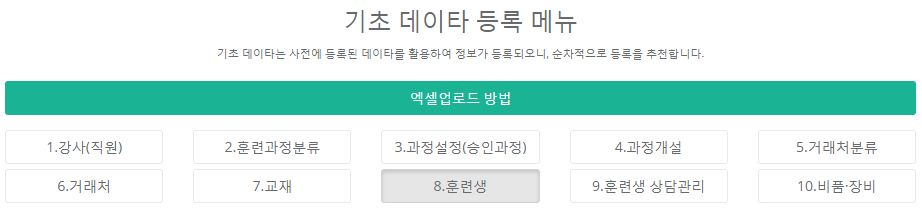 기초 데이타 등록 메뉴
기초 데이타는 사전에 등록된 데이타를 활용하여 정보가 등록되오니, 순차적으로 등록을 추천합니다.
엑셀업로드 방법
1.강사(직원) 2.훈련과정분류 3.과정설정(승인과정) 4.과정개설 5.거래처분류
6.거래처 7.교재 8.훈련생 9.훈련생 상담관리 10.비품·장비